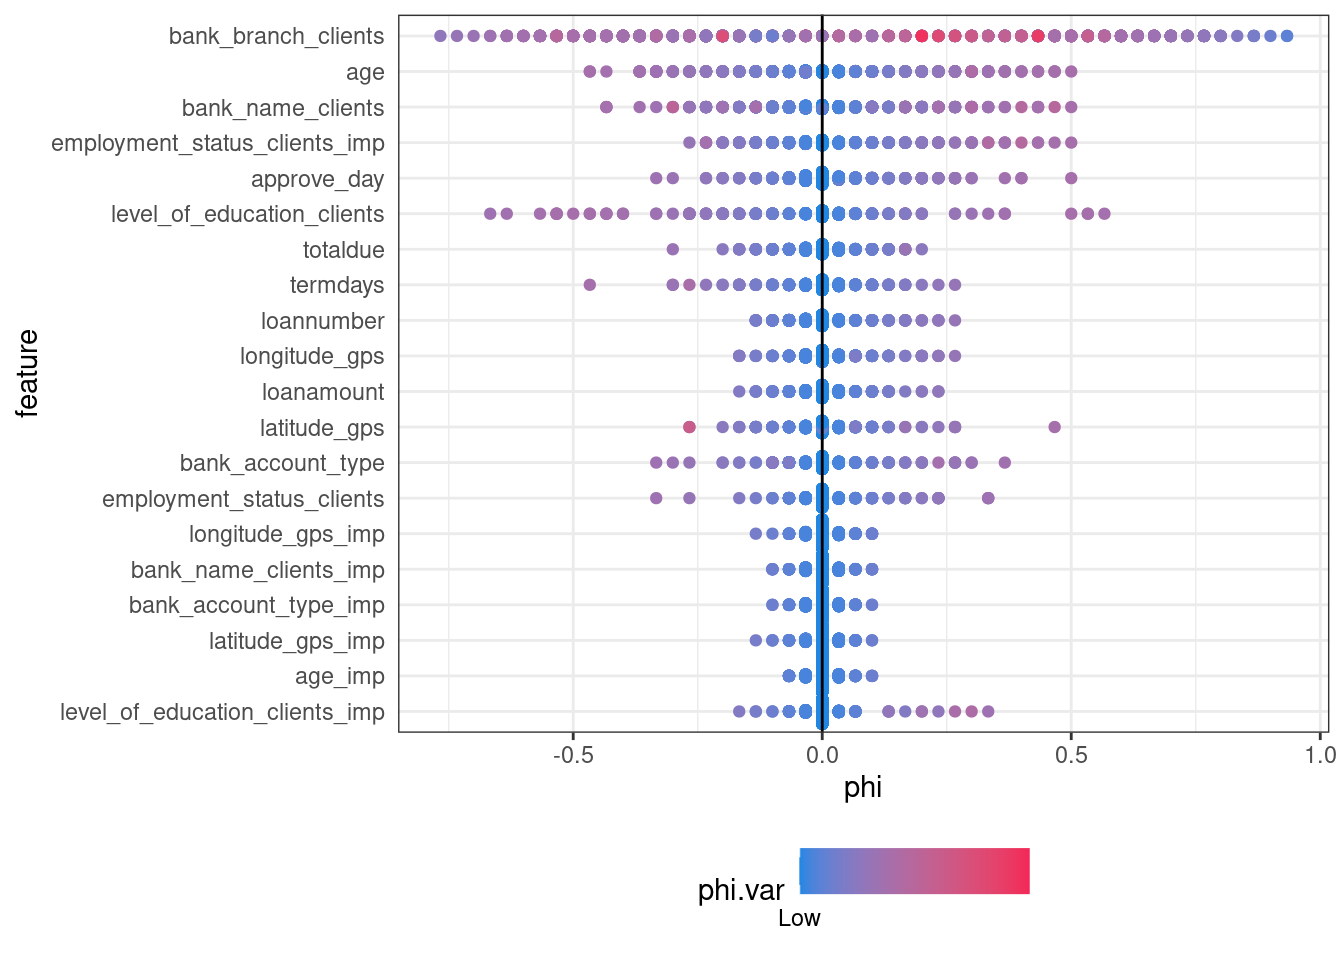 bank_branch_clients
age
bank_name_clients
employment_status_clients_imp
approve_day
level_of_education_clients
totaldue
termdays
loannumber
longitude_gps
loanamount
latitude_gps
bank_account_type
employment_status_clients
longitude_gps_imp
bank_name_clients_imp
bank_account_type_imp
latitude_gps_imp
age_imp
level_of_education_clients_imp
feature
-0.5 0.0 0.5 1.0
phi
phi.var
Low